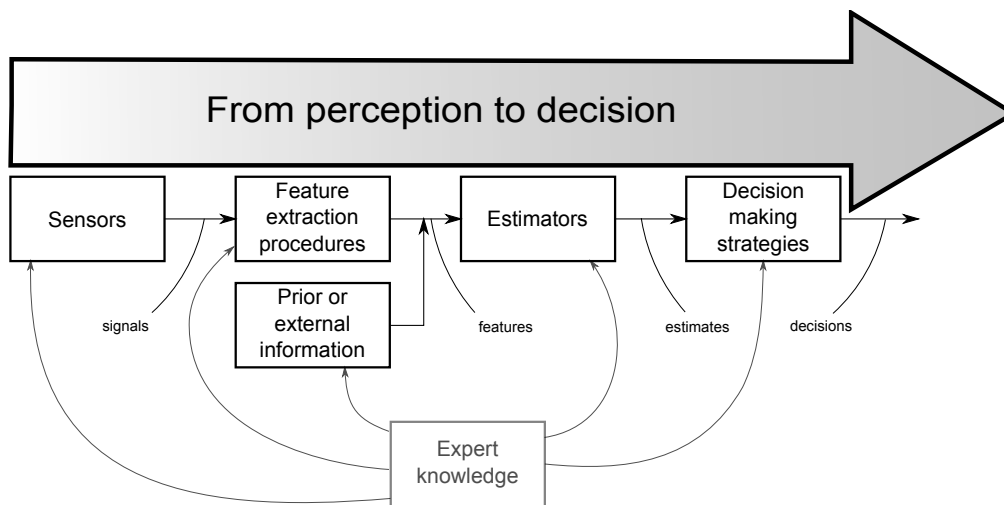 From perception to decision
Sensors
Feature
extraction
procedures
Estimators
Decision
making
strategies
Prior or
external
information
signals
features
estimates
decisions
Expert
knowledge